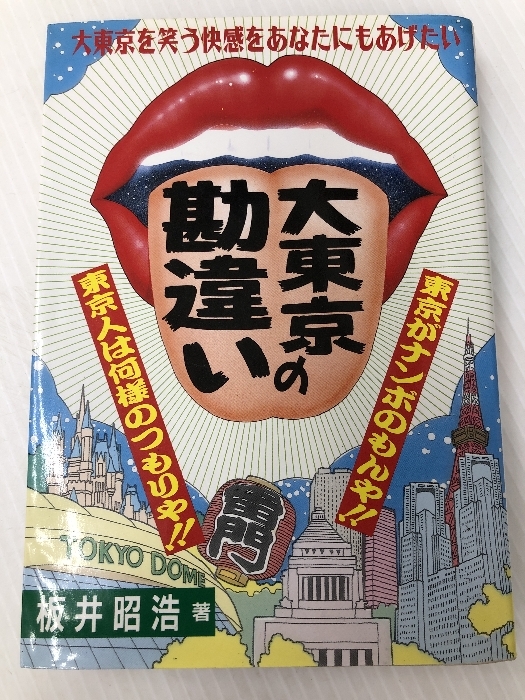 大東京を笑う快感をあなたにもあげたい
大東京の
勘違い
東京がナンボのもんや!!
東京人は何様のつもりや!!
雷門
TOKYO DOME
板井昭浩 著